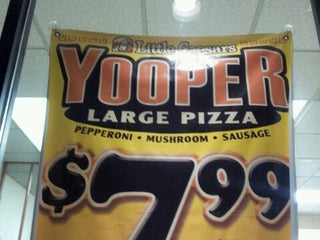 Little Caesars
YOOPER
LARGE PIZZA
PEPPERONI • MUSHROOM • SAUSAGE
$7.99